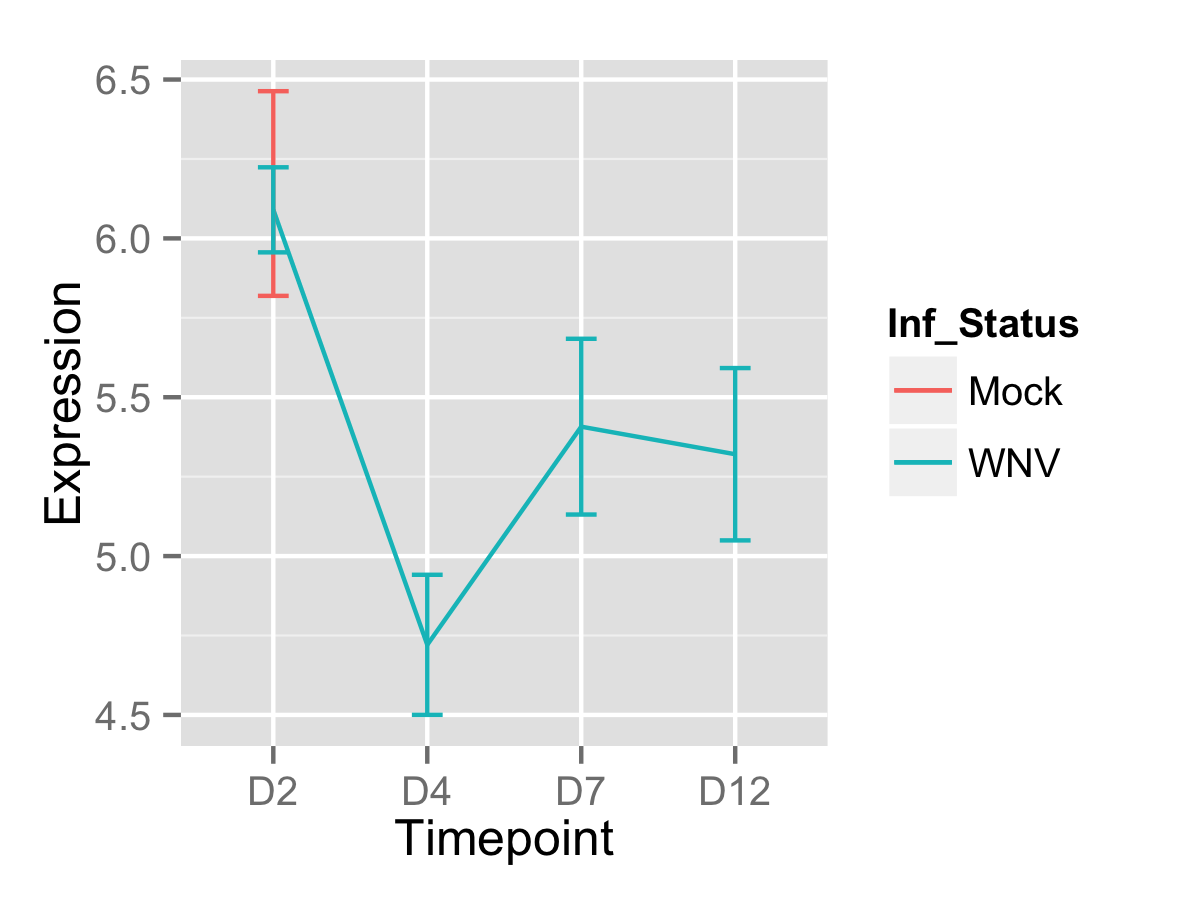 Expression
6.5
6.0
5.5
5.0
4.5
D2 D4 D7 D12
Timepoint
Inf_Status
Mock
WNV